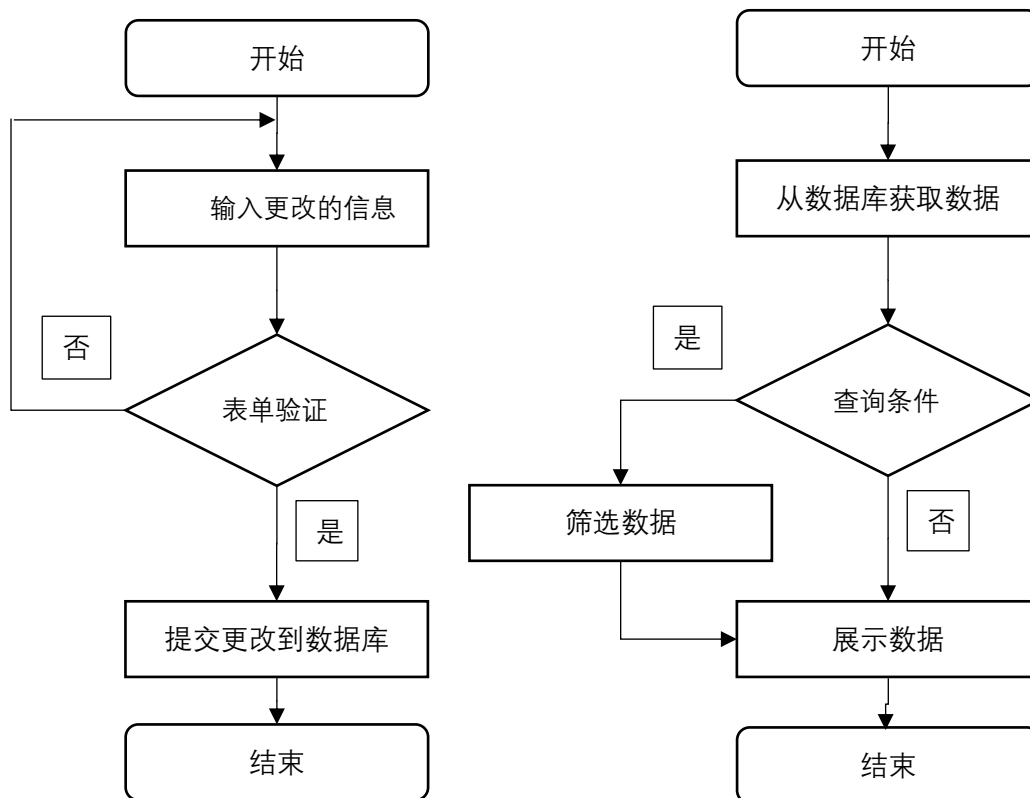 开始
输入更改的信息
否
表单验证
是
提交更改到数据库
结束
开始
从数据库获取数据
是
查询条件
筛选数据
否
展示数据
结束